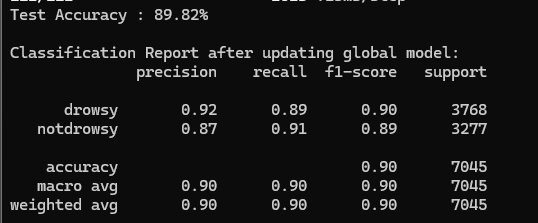 Test Accuracy : 89.82%
Classification Report after updating global model:
precision recall f1-score support
drowsy 0.92 0.89 0.90 3768
notdrowsy 0.87 0.91 0.89 3277
accuracy 0.90 7045
macro avg 0.90 0.90 0.90 7045
weighted avg 0.90 0.90 0.90 7045